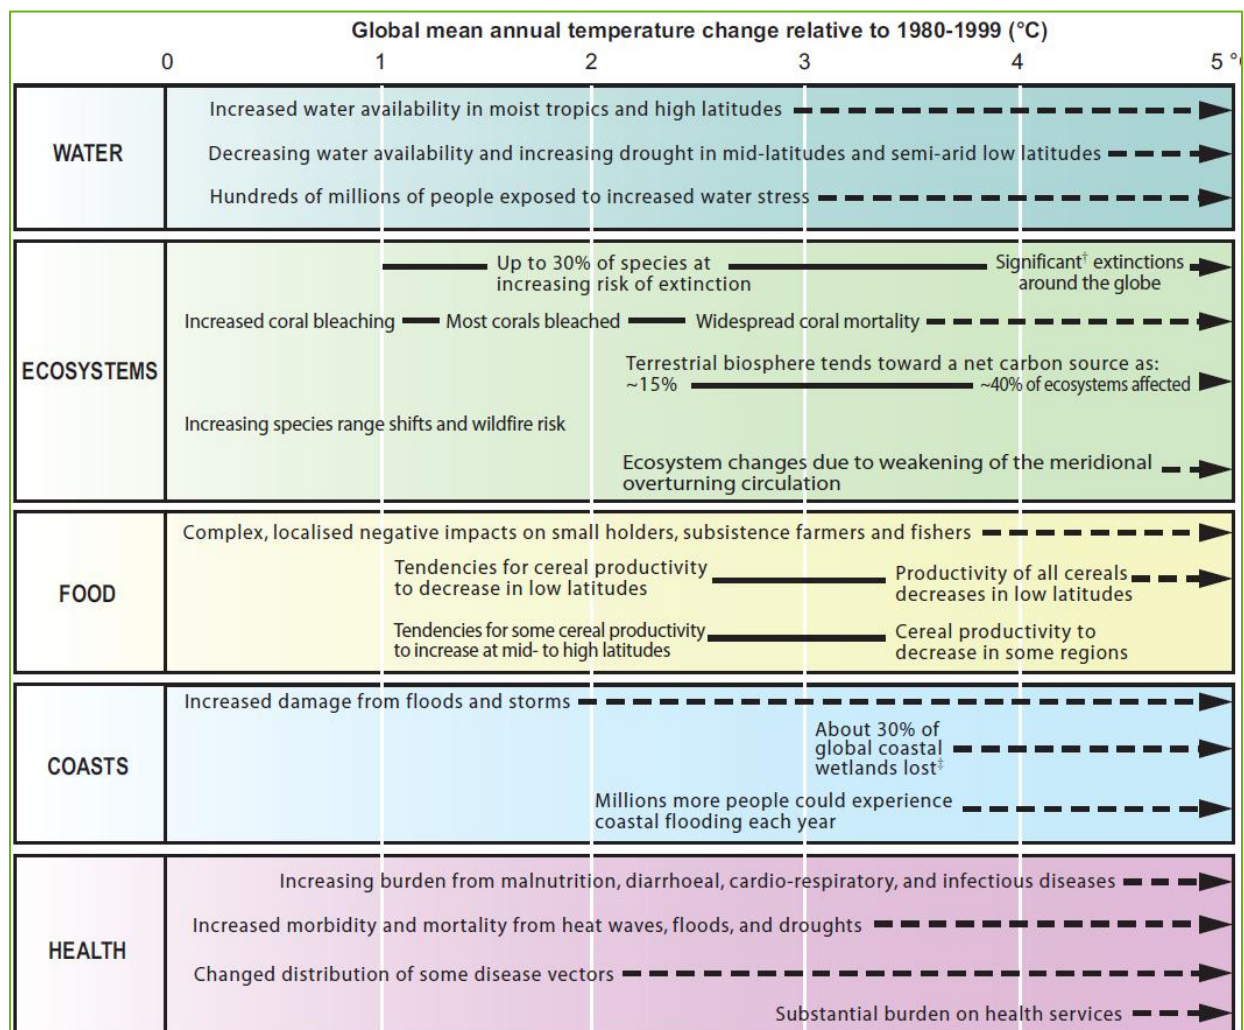 Global mean annual temperature change relative to 1980-1999 (°C)
0 1 2 3 4 5 °
WATER
Increased water availability in moist tropics and high latitudes
Decreasing water availability and increasing drought in mid-latitudes and semi-arid low latitudes
Hundreds of millions of people exposed to increased water stress
ECOSYSTEMS
Up to 30% of species at
increasing risk of extinction
Significant† extinctions
around the globe
Increased coral bleaching Most corals bleached Widespread coral mortality
Terrestrial biosphere tends toward a net carbon source as:
~15% ~40% of ecosystems affected
Increasing species range shifts and wildfire risk
Ecosystem changes due to weakening of the meridional
overturning circulation
FOOD
Complex, localised negative impacts on small holders, subsistence farmers and fishers
Tendencies for cereal productivity
to decrease in low latitudes
Productivity of all cereals
decreases in low latitudes
Tendencies for some cereal productivity
to increase at mid- to high latitudes
Cereal productivity to
decrease in some regions
COASTS
Increased damage from floods and storms
About 30% of
global coastal
wetlands lost‡
Millions more people could experience
coastal flooding each year
HEALTH
Increasing burden from malnutrition, diarrhoeal, cardio-respiratory, and infectious diseases
Increased morbidity and mortality from heat waves, floods, and droughts
Changed distribution of some disease vectors
Substantial burden on health services